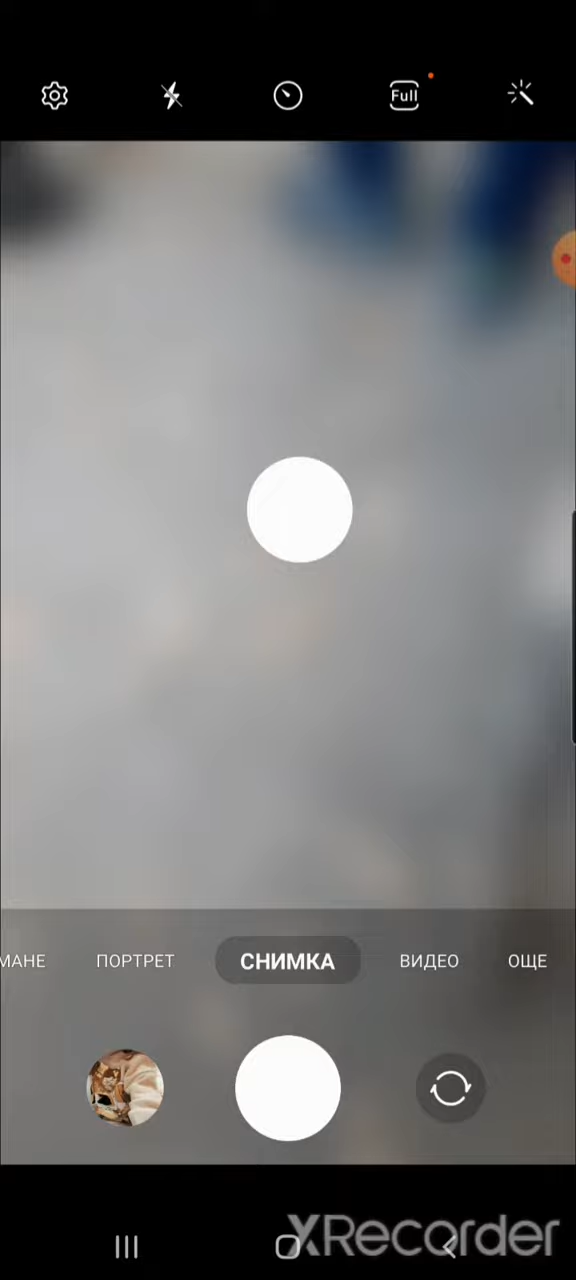 Full
МАНЕ
ПОРТРЕТ
СНИМКА
ВИДЕО
ОЩЕ
XRecorder